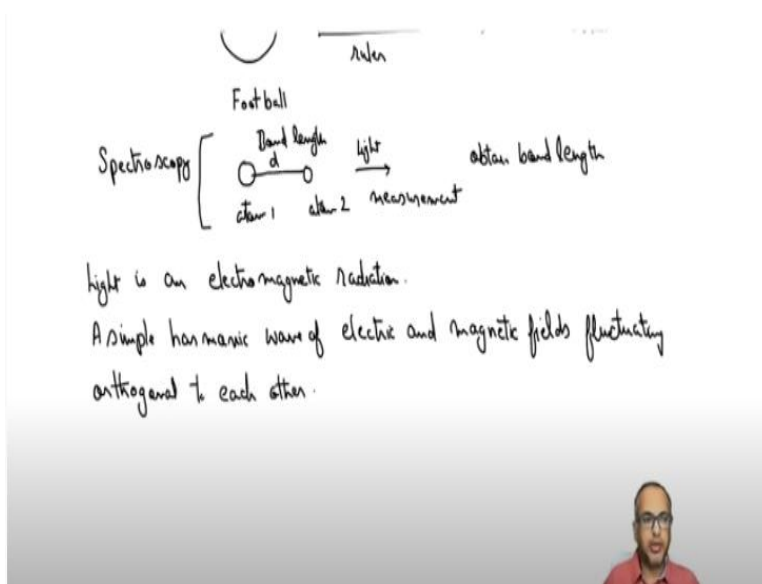 ruler
Football
Spectroscopy
Bond length
d
light
obtain bond length
atom 1
atom 2
measurement
Light is an electromagnetic radiation.
A simple harmonic wave of electric and magnetic fields fluctuating
orthogonal to each other.